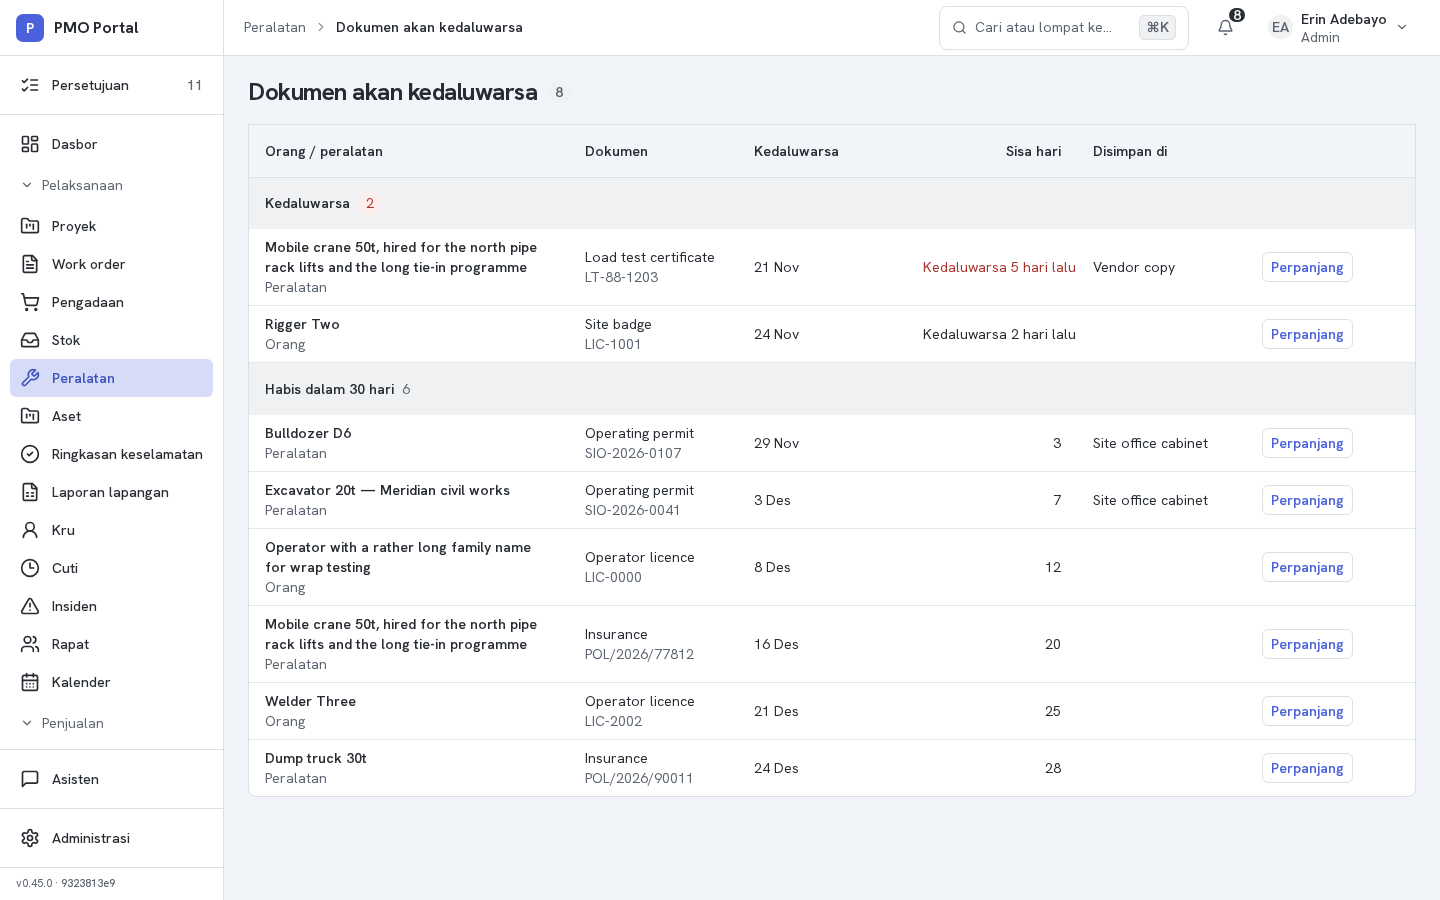 P PMO Portal
Peralatan > Dokumen akan kedaluwarsa
Cari atau lompat ke... ⌘K
8
EA Erin Adebayo
Admin
Persetujuan 11
Dasbor
Pelaksanaan
Proyek
Work order
Pengadaan
Stok
Peralatan
Aset
Ringkasan keselamatan
Laporan lapangan
Kru
Cuti
Insiden
Rapat
Kalender
Penjualan
Asisten
Administrasi
v0.45.0 · 9323813e9
Dokumen akan kedaluwarsa 8
Orang / peralatan Dokumen Kedaluwarsa Sisa hari Disimpan di
Kedaluwarsa 2
Mobile crane 50t, hired for the north pipe
rack lifts and the long tie-in programme
Peralatan
Load test certificate
LT-88-1203
21 Nov
Kedaluwarsa 5 hari lalu
Vendor copy
Perpanjang
Rigger Two
Orang
Site badge
LIC-1001
24 Nov
Kedaluwarsa 2 hari lalu
Perpanjang
Habis dalam 30 hari 6
Bulldozer D6
Peralatan
Operating permit
SIO-2026-0107
29 Nov
3
Site office cabinet
Perpanjang
Excavator 20t — Meridian civil works
Peralatan
Operating permit
SIO-2026-0041
3 Des
7
Site office cabinet
Perpanjang
Operator with a rather long family name
for wrap testing
Orang
Operator licence
LIC-0000
8 Des
12
Perpanjang
Mobile crane 50t, hired for the north pipe
rack lifts and the long tie-in programme
Peralatan
Insurance
POL/2026/77812
16 Des
20
Perpanjang
Welder Three
Orang
Operator licence
LIC-2002
21 Des
25
Perpanjang
Dump truck 30t
Peralatan
Insurance
POL/2026/90011
24 Des
28
Perpanjang